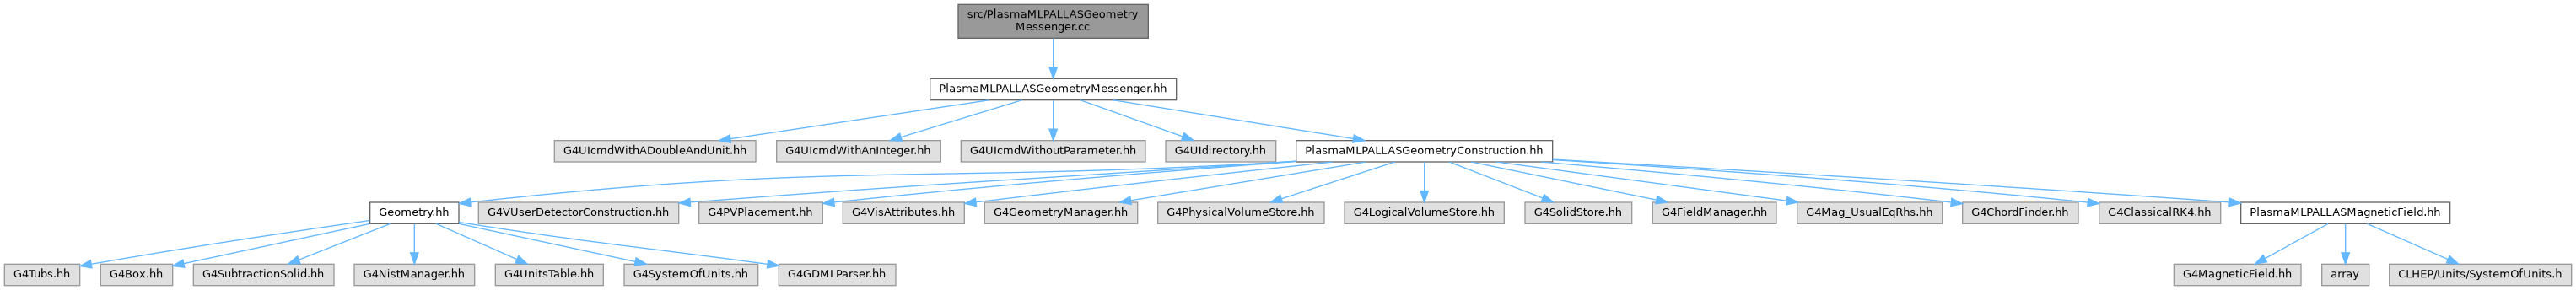 src/PlasmaMLPALLASGeometry
Messenger.cc
PlasmaMLPALLASGeometryMessenger.hh
G4UIcmdWithADoubleAndUnit.hh
G4UIcmdWithAnInteger.hh
G4UIcmdWithoutParameter.hh
G4UIdirectory.hh
PlasmaMLPALLASGeometryConstruction.hh
Geometry.hh
G4VUserDetectorConstruction.hh
G4PVPlacement.hh
G4VisAttributes.hh
G4GeometryManager.hh
G4PhysicalVolumeStore.hh
G4LogicalVolumeStore.hh
G4SolidStore.hh
G4FieldManager.hh
G4Mag_UsualEqRhs.hh
G4ChordFinder.hh
G4ClassicalRK4.hh
PlasmaMLPALLASMagneticField.hh
G4Tubs.hh
G4Box.hh
G4SubtractionSolid.hh
G4NistManager.hh
G4UnitsTable.hh
G4SystemOfUnits.hh
G4GDMLParser.hh
G4MagneticField.hh
array
CLHEP/Units/SystemOfUnits.h